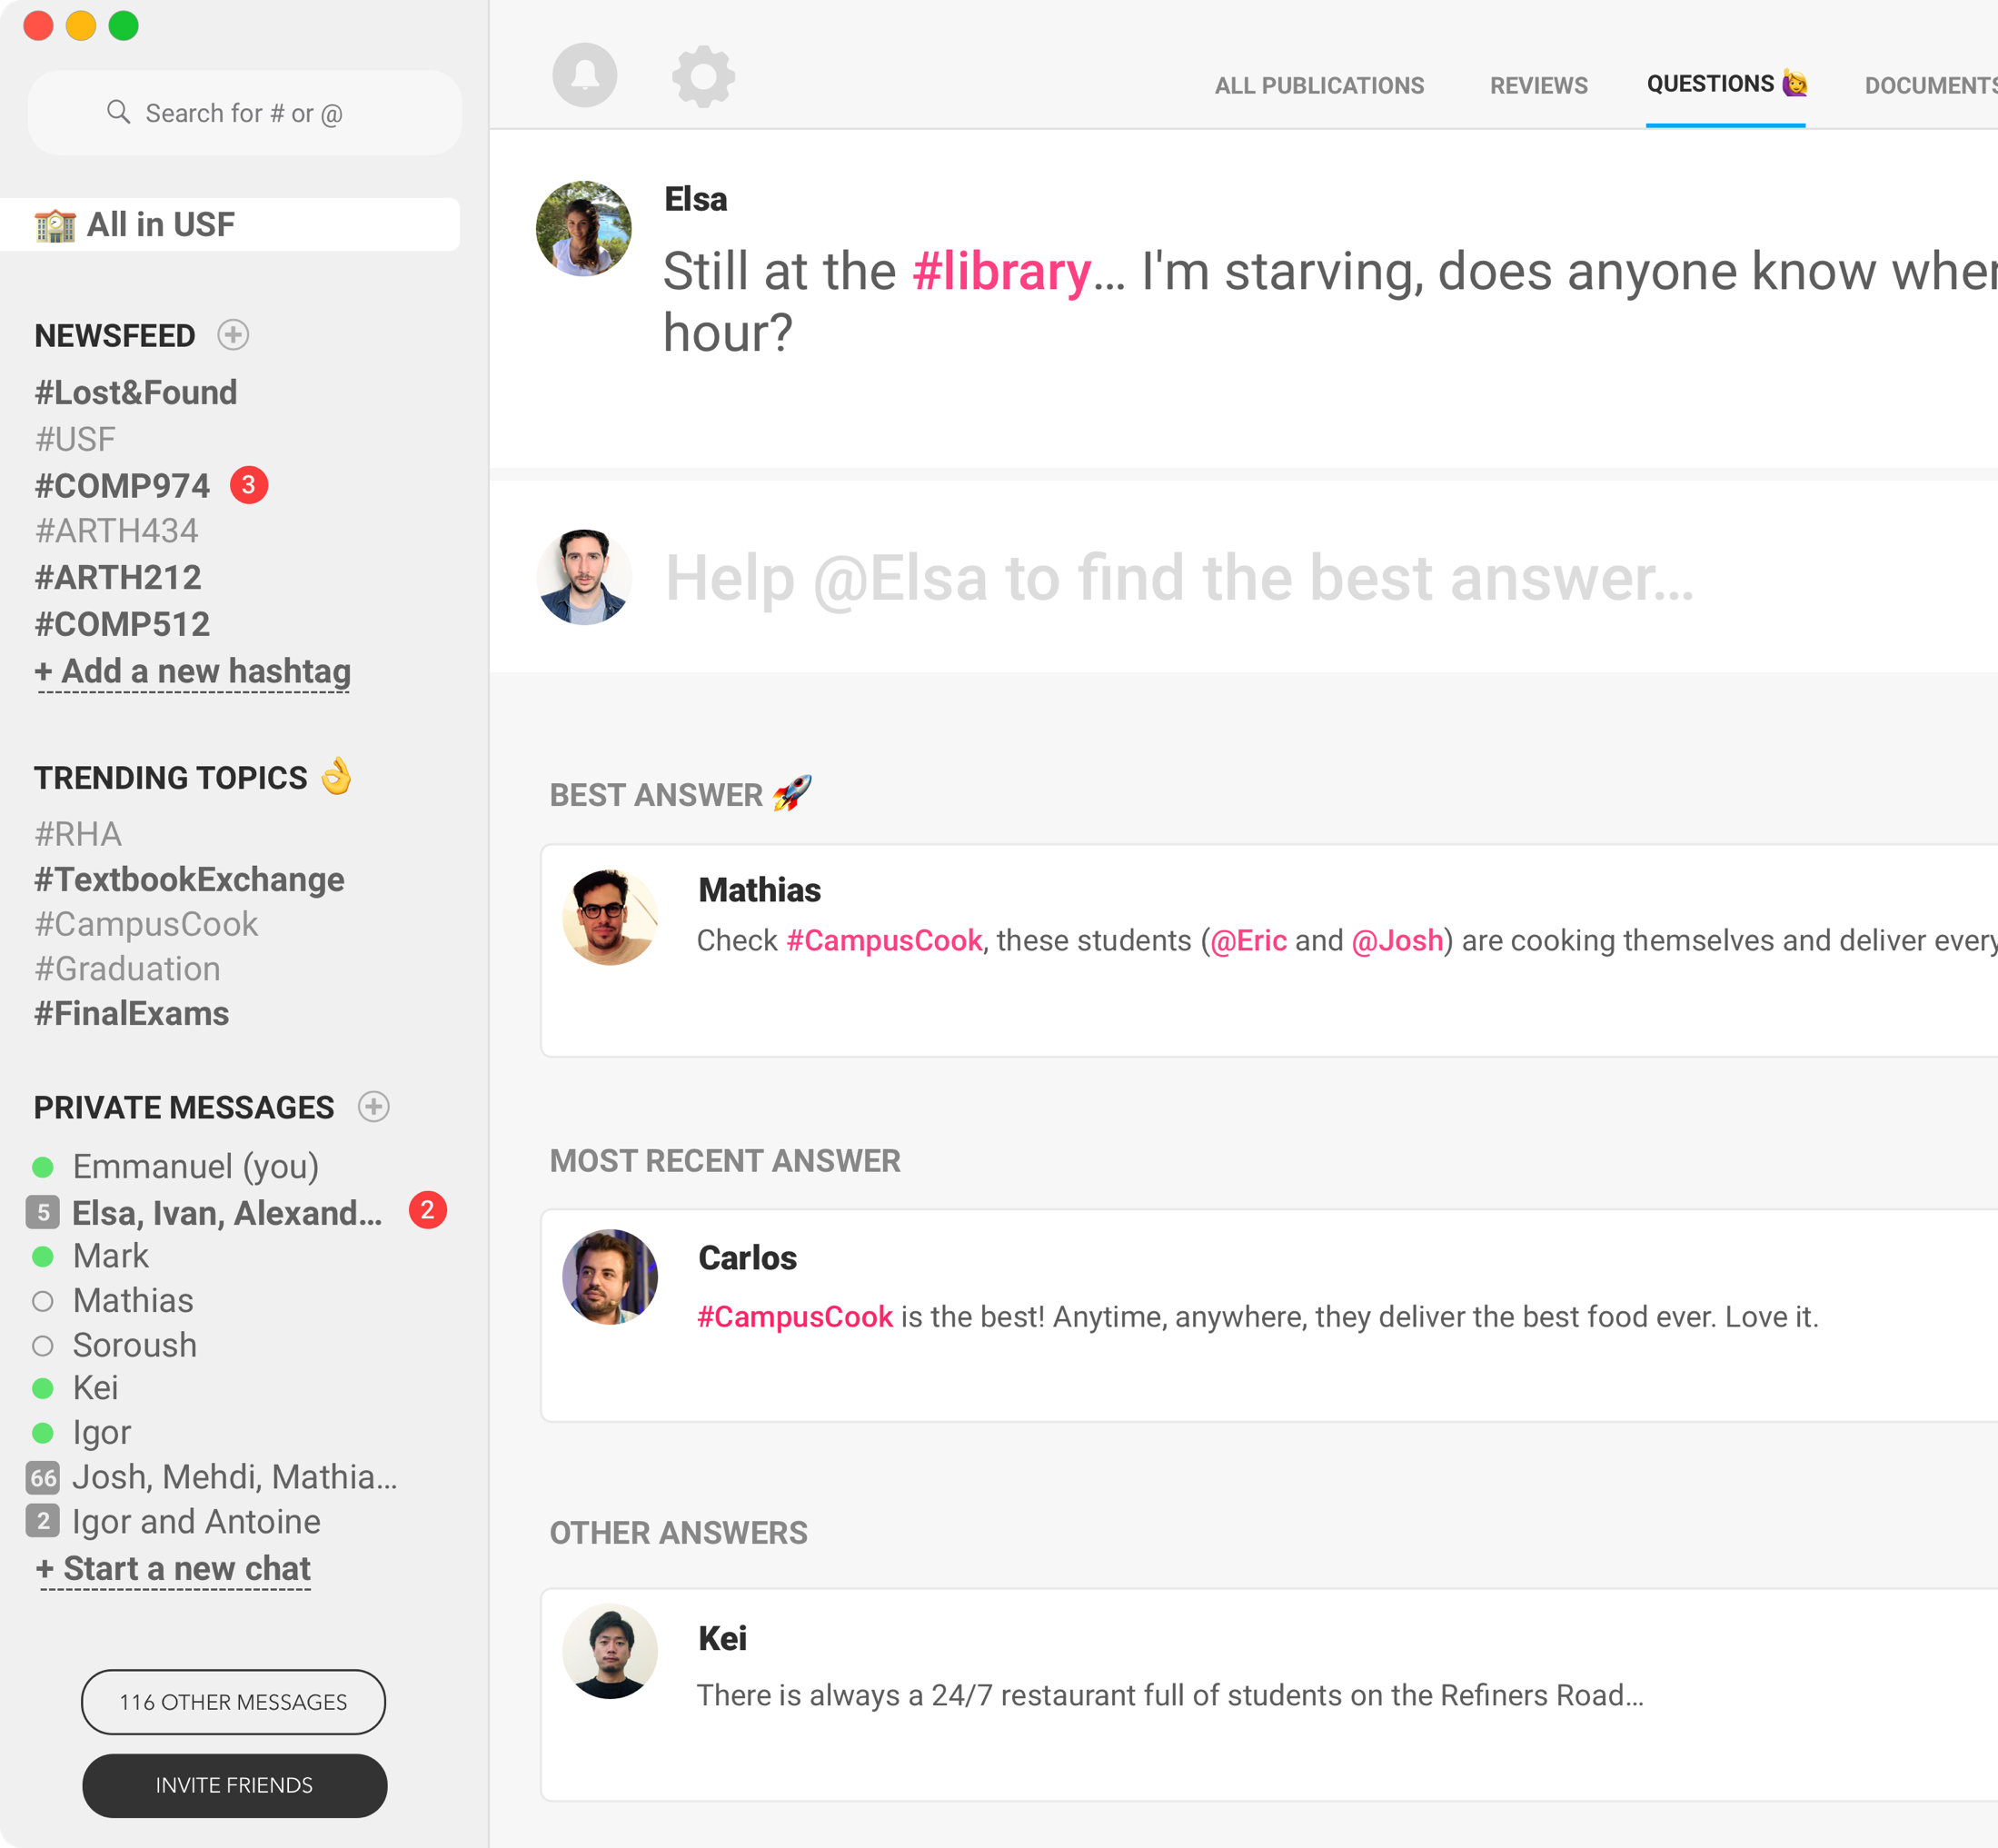 Search for # or @
All in USF
NEWSFEED
#Lost&Found
#USF
#COMP974 3
#ARTH434
#ARTH212
#COMP512
+ Add a new hashtag
TRENDING TOPICS 👌
#RHA
#TextbookExchange
#CampusCook
#Graduation
#FinalExams
PRIVATE MESSAGES
Emmanuel (you)
5 Elsa, Ivan, Alexand... 2
Mark
Mathias
Soroush
Kei
Igor
66 Josh, Mehdi, Mathia...
2 Igor and Antoine
+ Start a new chat
116 OTHER MESSAGES
INVITE FRIENDS
ALL PUBLICATIONS REVIEWS QUESTIONS 🙋 DOCUMENTS
Elsa
Still at the #library... I'm starving, does anyone know
hour?
Help @Elsa to find the best answer...
BEST ANSWER 🚀
Mathias
Check #CampusCook, these students (@Eric and @Josh) are cooking themselves and deliver every
MOST RECENT ANSWER
Carlos
#CampusCook is the best! Anytime, anywhere, they deliver the best food ever. Love it.
OTHER ANSWERS
Kei
There is always a 24/7 restaurant full of students on the Refiners Road...